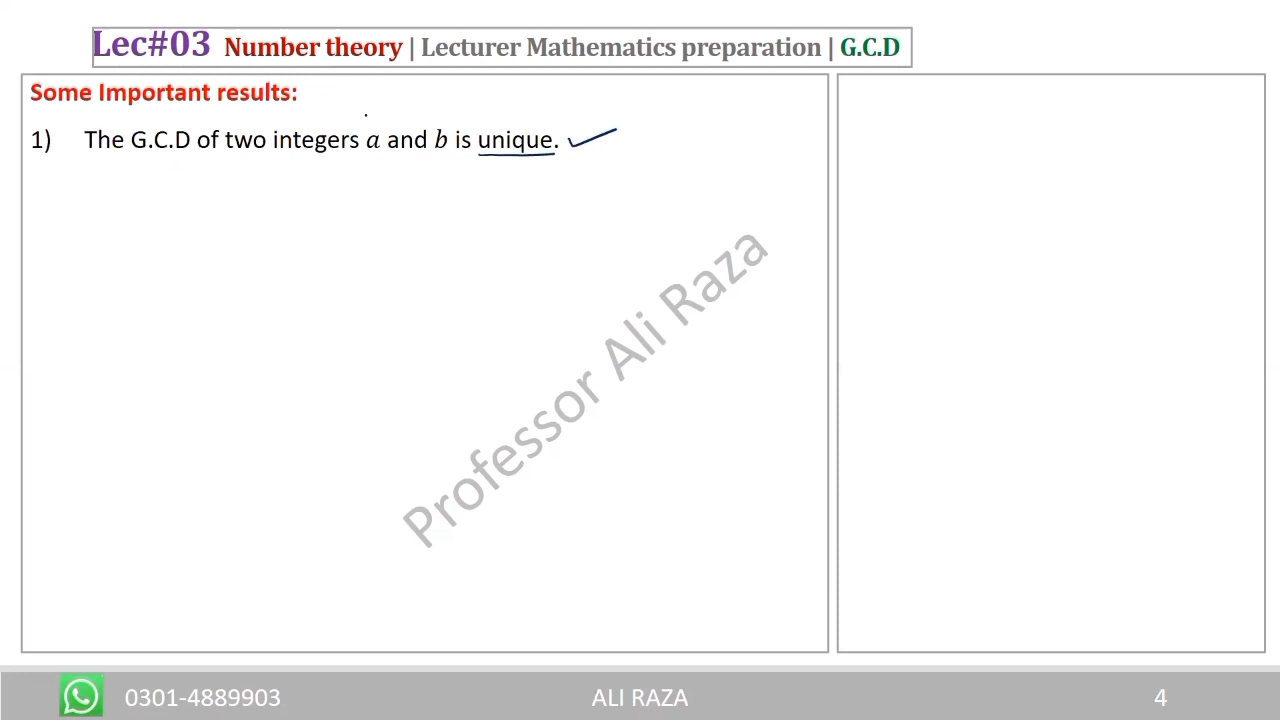 Lec#03 Number theory | Lecturer Mathematics preparation | G.C.D
Some Important results:
1) The G.C.D of two integers a and b is unique.
Professor Ali Raza
0301-4889903 ALI RAZA 4